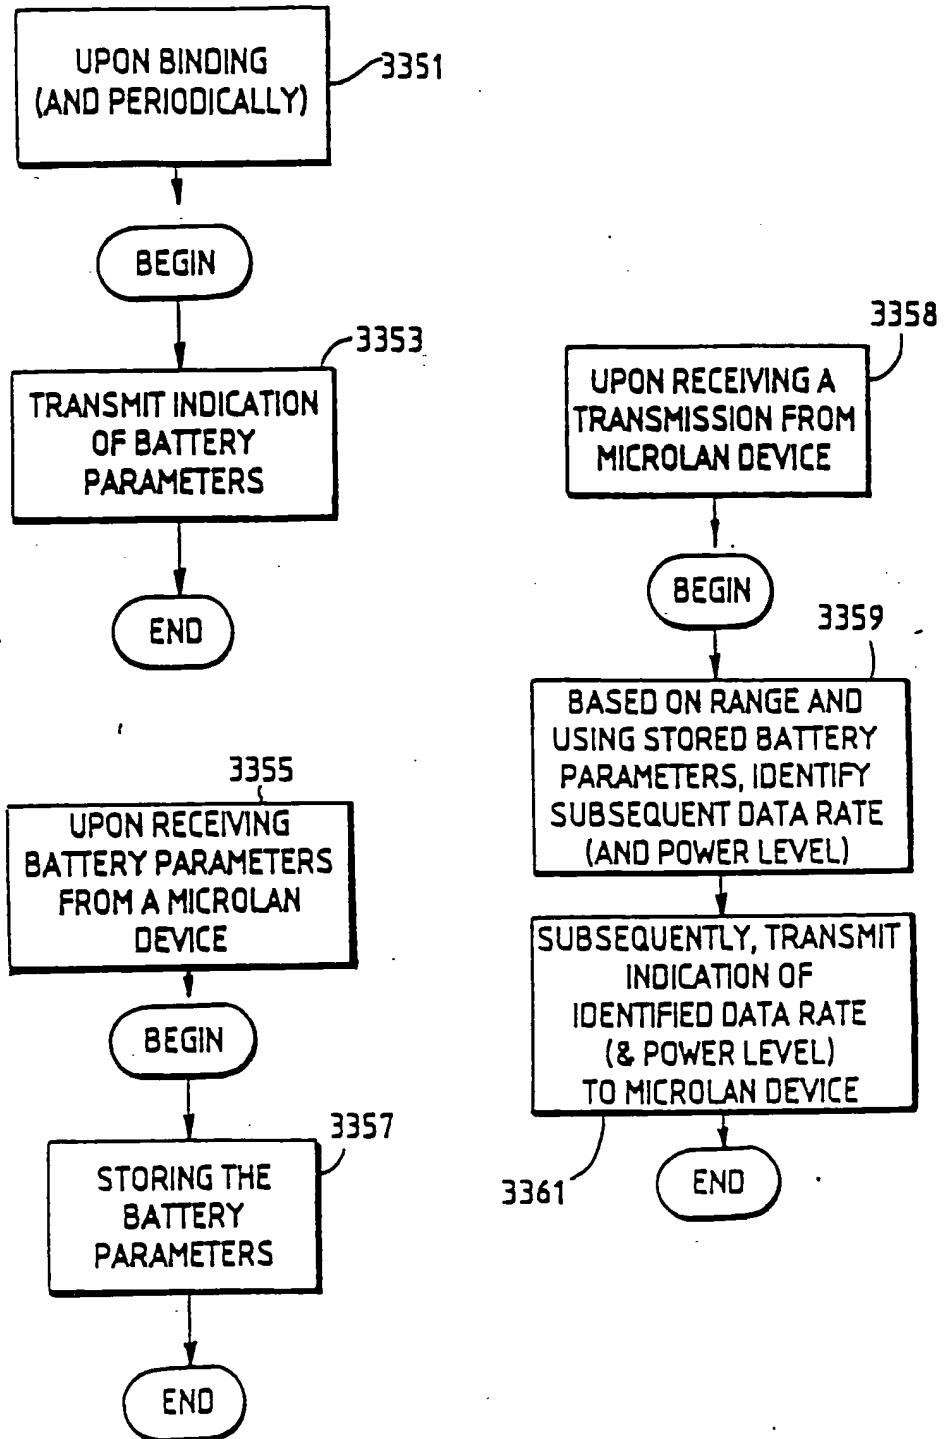 UPON BINDING
(AND PERIODICALLY)
3351
BEGIN
3353
TRANSMIT INDICATION
OF BATTERY
PARAMETERS
END
3355
UPON RECEIVING
BATTERY PARAMETERS
FROM A MICROLAN
DEVICE
BEGIN
3357
STORING THE
BATTERY
PARAMETERS
END
3358
UPON RECEIVING A
TRANSMISSION FROM
MICROLAN DEVICE
BEGIN
3359
BASED ON RANGE AND
USING STORED BATTERY
PARAMETERS, IDENTIFY
SUBSEQUENT DATA RATE
(AND POWER LEVEL)
SUBSEQUENTLY, TRANSMIT
INDICATION OF
IDENTIFIED DATA RATE
(& POWER LEVEL)
TO MICROLAN DEVICE
3361
END